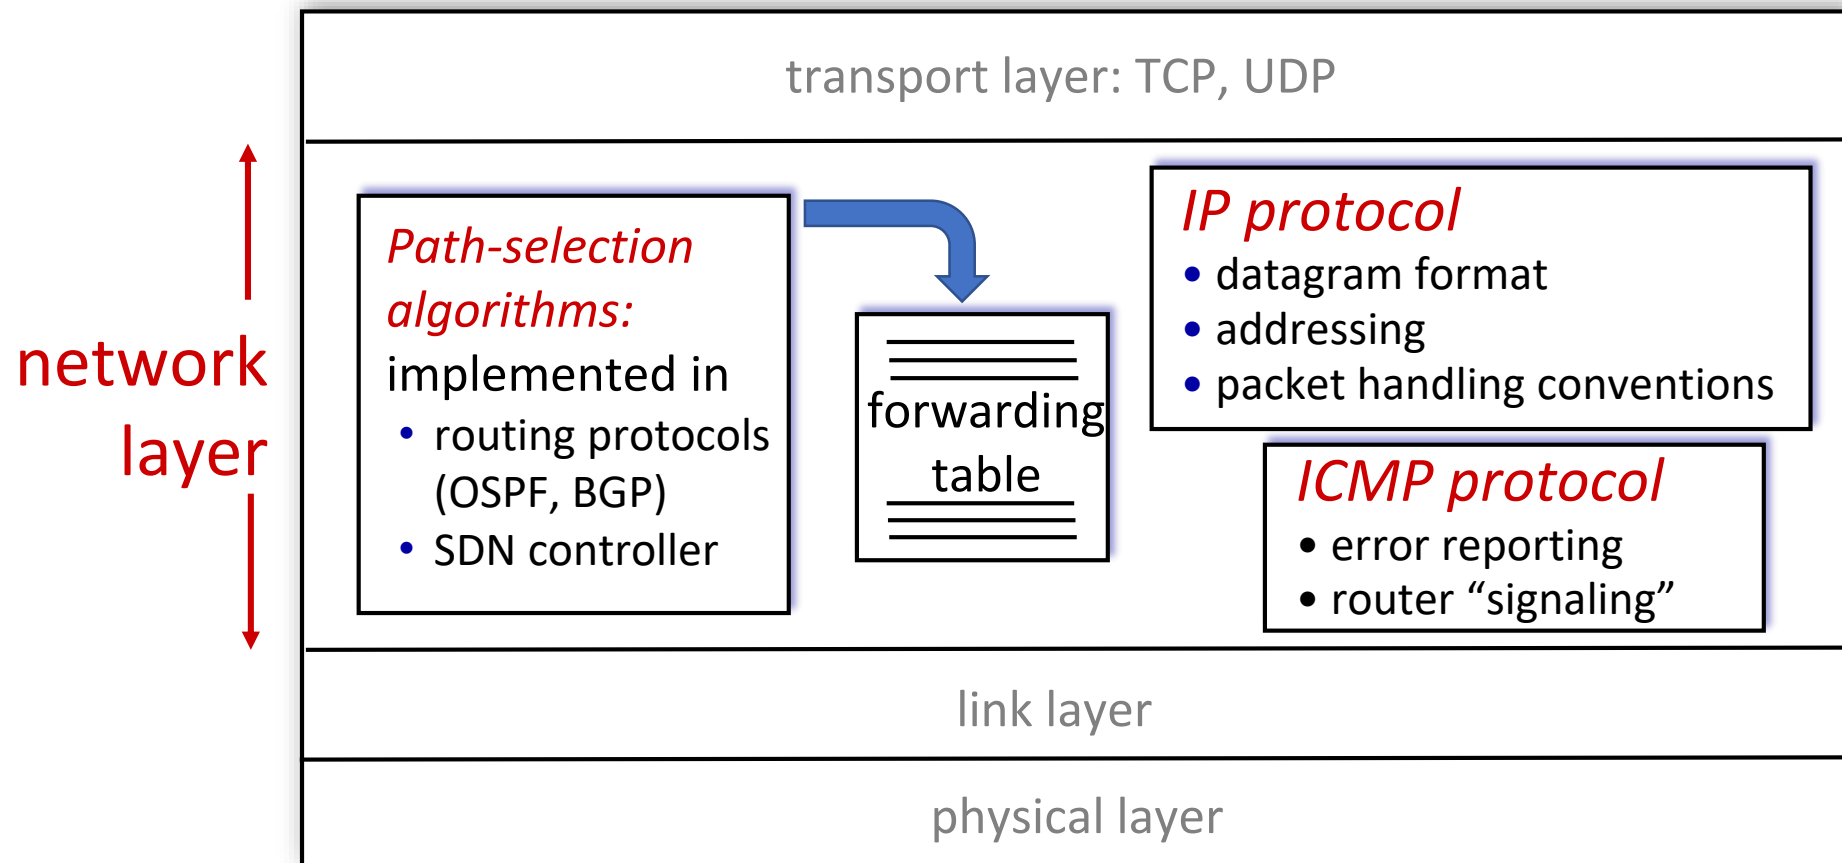 transport layer: TCP, UDP
network
layer
Path-selection
algorithms:
implemented in
• routing protocols
(OSPF, BGP)
• SDN controller
forwarding
table
IP protocol
• datagram format
• addressing
• packet handling conventions
ICMP protocol
• error reporting
• router “signaling”
link layer
physical layer